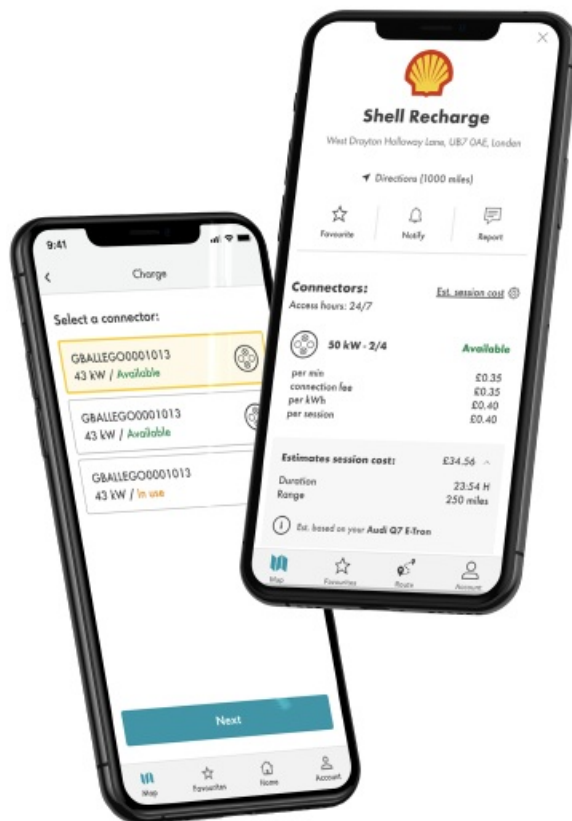 9:41
Charge
Select a connector:
GBALLEGO0001013
43 kW / Available
GBALLEGO0001013
43 kW / Available
GBALLEGO0001013
43 kW / In use
Next
Map Favourites Home Account
Shell Recharge
West Drayton Holloway Lane, UB7 0AE, Londen
Directions (1000 miles)
Favourite Notify Report
Connectors: Est. session cost
Access hours: 24/7
50 kW - 2/4 Available
per min £0.35
connection fee £0.35
per kWh £0.40
per session £0.40
Estimates session cost: £34.56
Duration 23:54 H
Range 250 miles
Est. based on your Audi Q7 E-Tron
Map Favourites Route Account